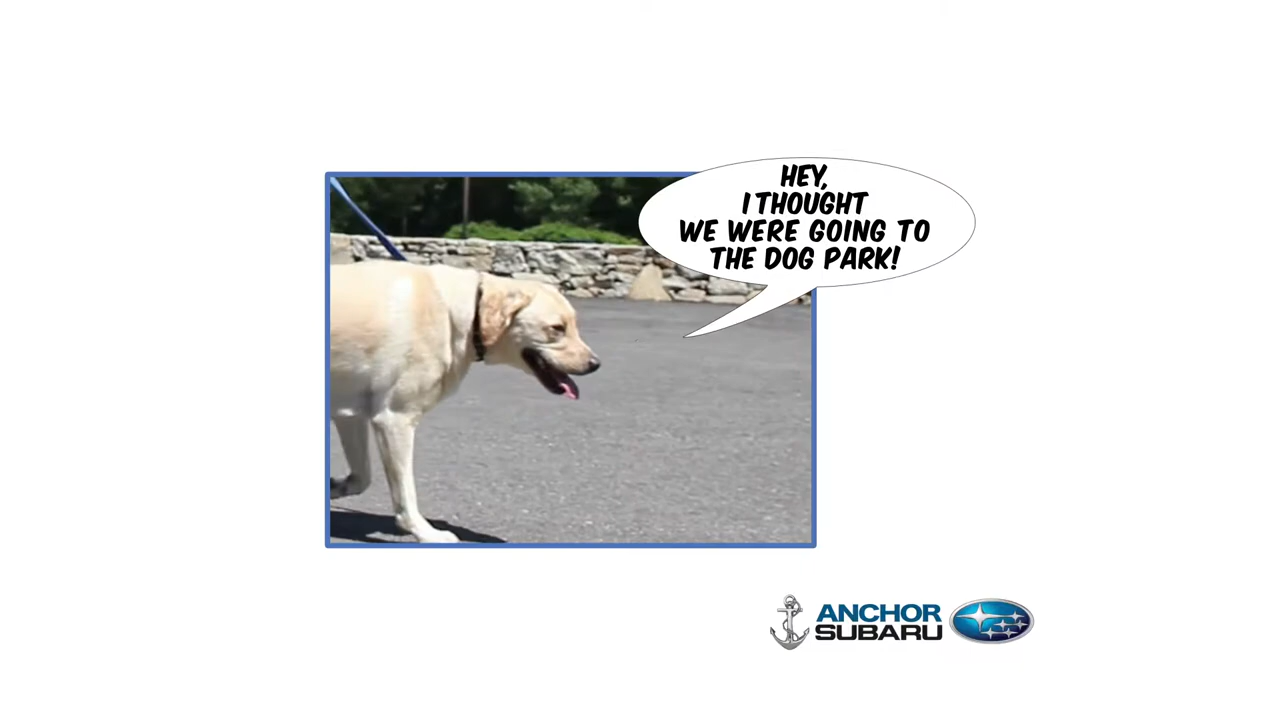 HEY,
I THOUGHT
WE WERE GOING TO
THE DOG PARK!
ANCHOR
SUBARU